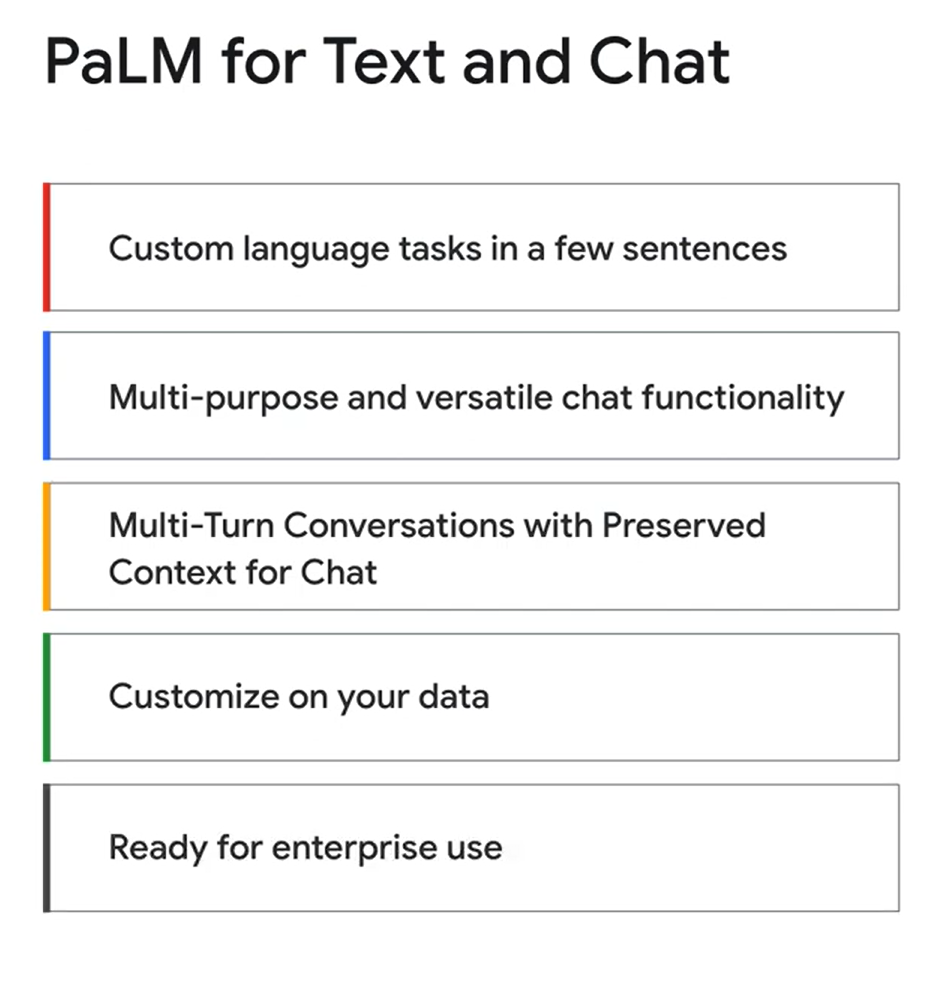 PaLM for Text and Chat
Custom language tasks in a few sentences
Multi-purpose and versatile chat functionality
Multi-Turn Conversations with Preserved
Context for Chat
Customize on your data
Ready for enterprise use